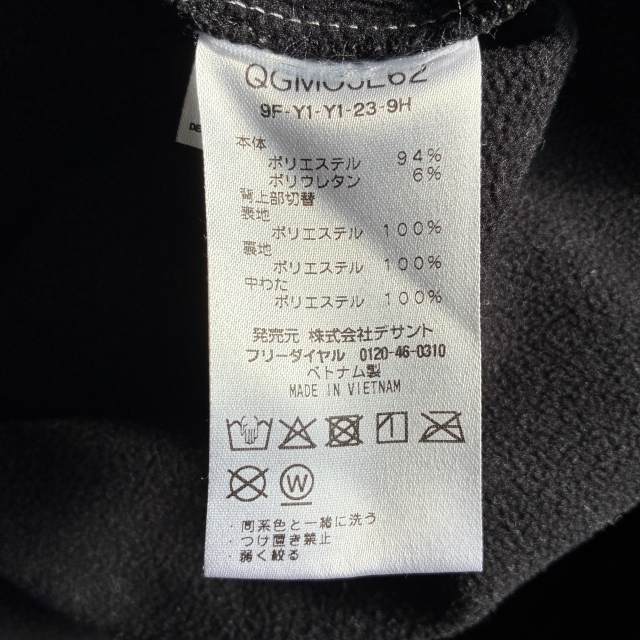 QGMOJL62
9F-Y1-Y1-23-9H
本体
ポリエステル 94%
ポリウレタン 6%
背上部切替
表地
ポリエステル 100%
裏地
ポリエステル 100%
中わた
ポリエステル 100%
発売元 株式会社デサント
フリーダイヤル 0120-46-0310
ベトナム製
MADE IN VIETNAM
W
・同系色と一緒に洗う
・つけ置き禁止
・弱く絞る